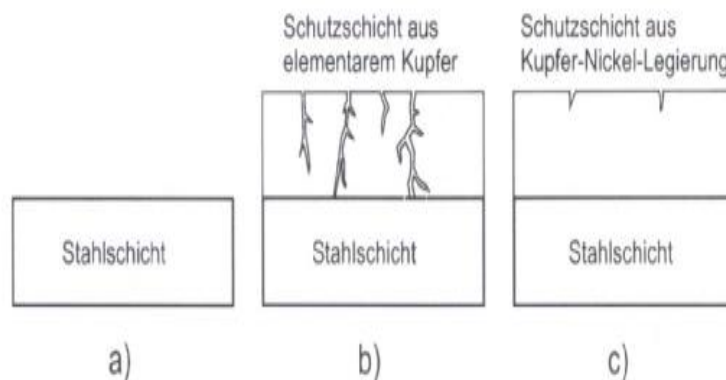 Schutzschicht aus
elementarem Kupfer
Schutzschicht aus
Kupfer-Nickel-Legierung
Stahlschicht
Stahlschicht
Stahlschicht
a)
b)
c)